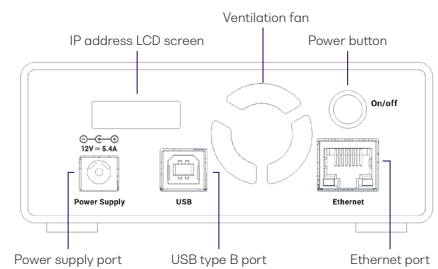 Ventilation fan
IP address LCD screen
Power button
On/off
12V⎓5.4A
Power Supply
USB
Ethernet
Power supply port
USB type B port
Ethernet port